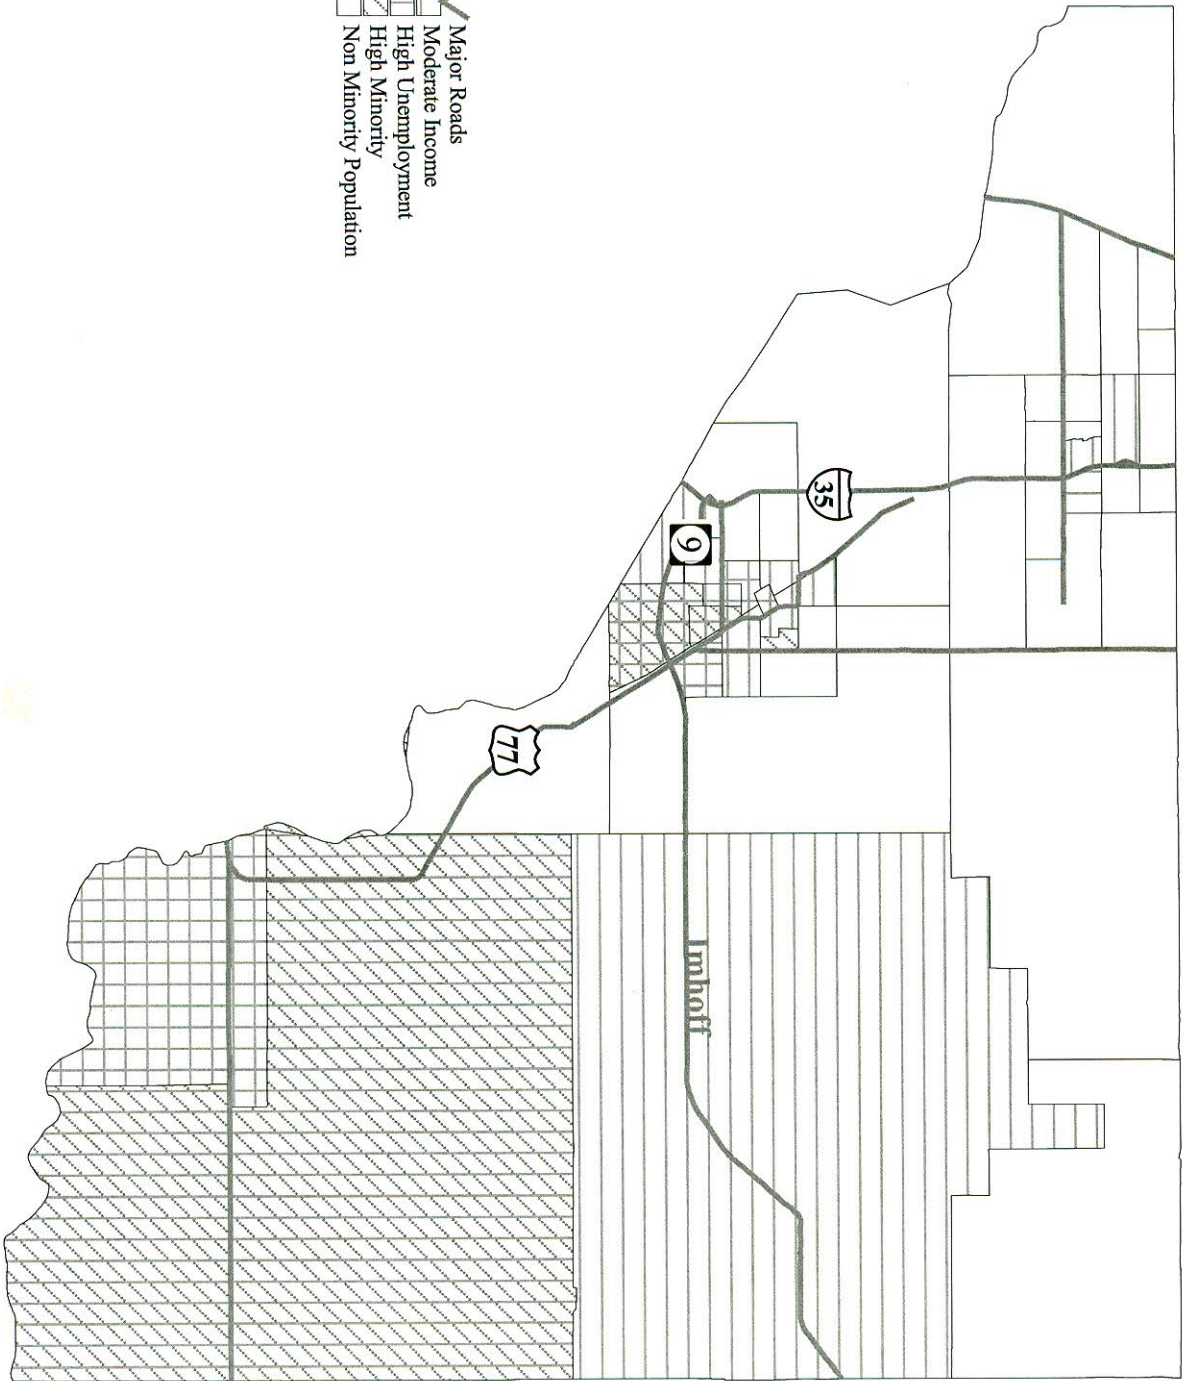 Major Roads
Moderate Income
High Unemployment
High Minority
Non Minority Population
35
9
77
Imhoff